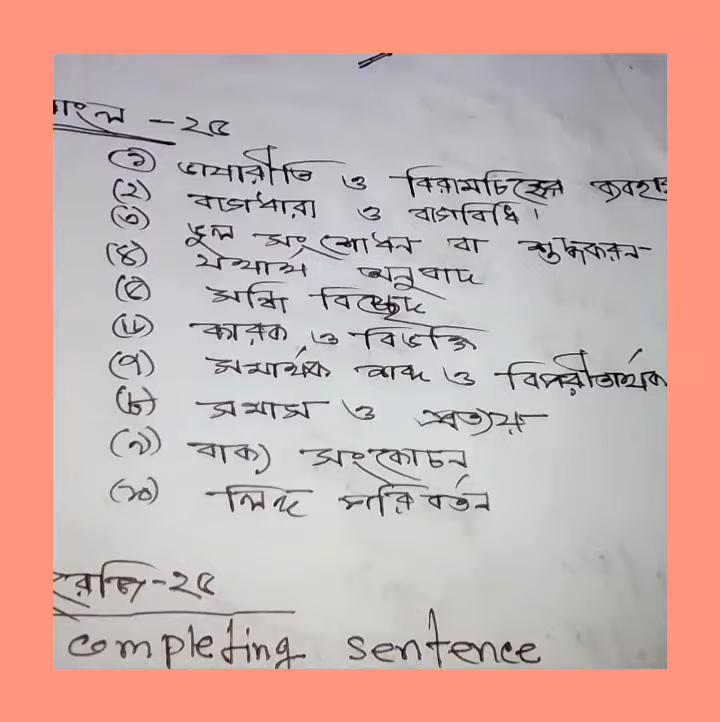 বাংলা - ২৫
(১) ভাষারীতি ও বিরামচিহ্নের ব্যবহার
(২) বাগধারা ও বাগবিধি।
(৩) ভুল সংশোধন বা শুদ্ধকরন
(৪) যথার্থ অনুবাদ
(৫) সন্ধি বিচ্ছেদ
(৬) কারক ও বিভক্তি
(৭) সমার্থক শব্দ ও বিপরীতার্থক
(৮) সমাস ও প্রত্যয়
(৯) বাক্য সংকোচন
(১০) লিঙ্গ পরিবর্তন
ইংরেজি-২৫
completing sentence